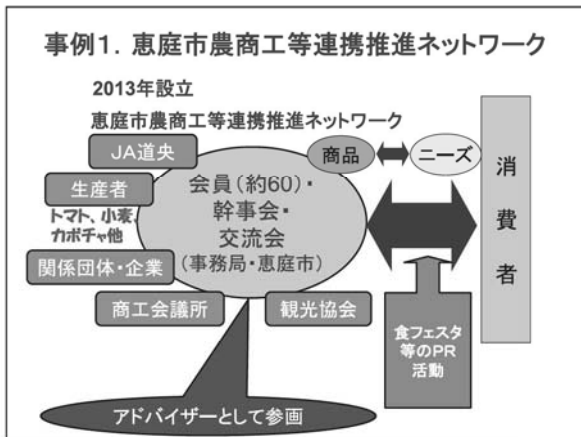 事例1．恵庭市農商工等連携推進ネットワーク
2013年設立
恵庭市農商工等連携推進ネットワーク
JA道央
商品
ニーズ
消費者
生産者
トマト、小麦、
カボチャ他
会員（約60）・
幹事会・
交流会
（事務局・恵庭市）
関係団体・企業
商工会議所
観光協会
食フェスタ
等のPR
活動
アドバイザーとして参画